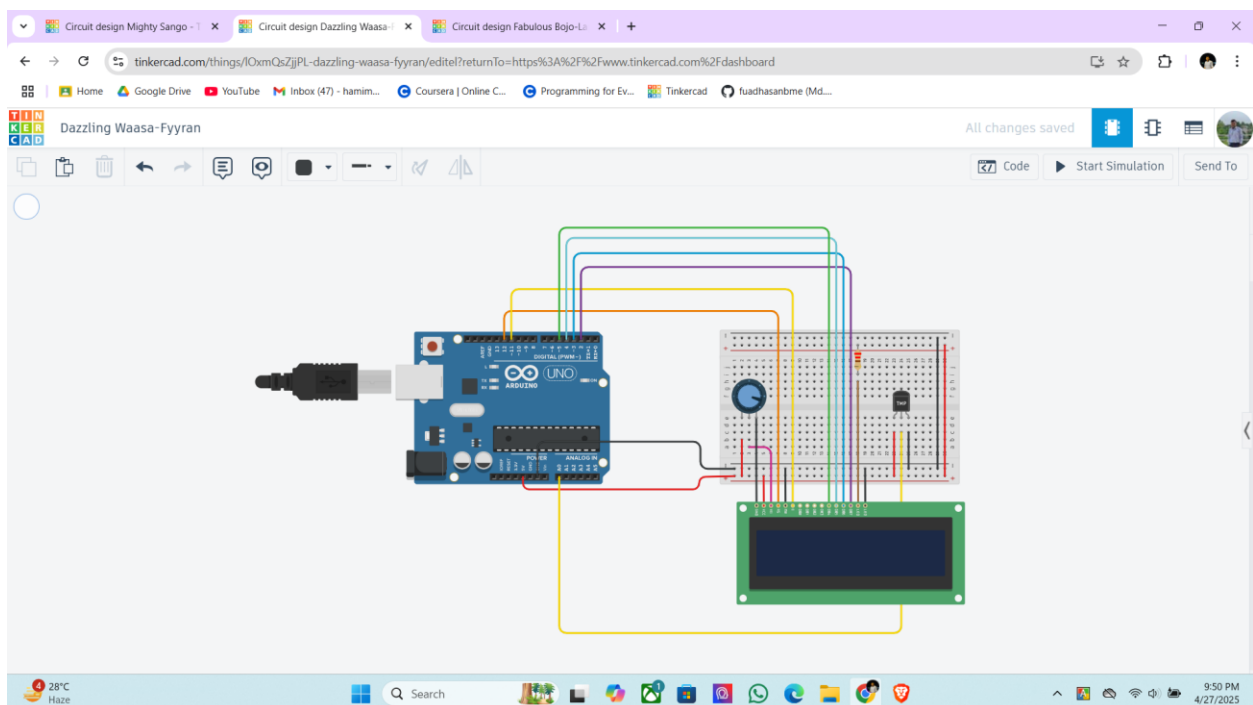 Circuit design Mighty Sango - T
Circuit design Dazzling Waasa-F
Circuit design Fabulous Bojo-La
tinkercad.com/things/lOxmQsZjjPL-dazzling-waasa-fyyran/editel?returnTo=https%3A%2F%2Fwww.tinkercad.com%2Fdashboard
Home
Google Drive
YouTube
Inbox (47) - hamim...
Coursera | Online C...
Programming for Ev...
Tinkercad
fuadhasanbme (Md....
TIN
KER
CAD
Dazzling Waasa-Fyyran
All changes saved
Code
Start Simulation
Send To
DIGITAL (PWM~)
UNO
ARDUINO
POWER
ANALOG IN
TMP
4
28°C
Haze
Search
1
9:50 PM
4/27/2025